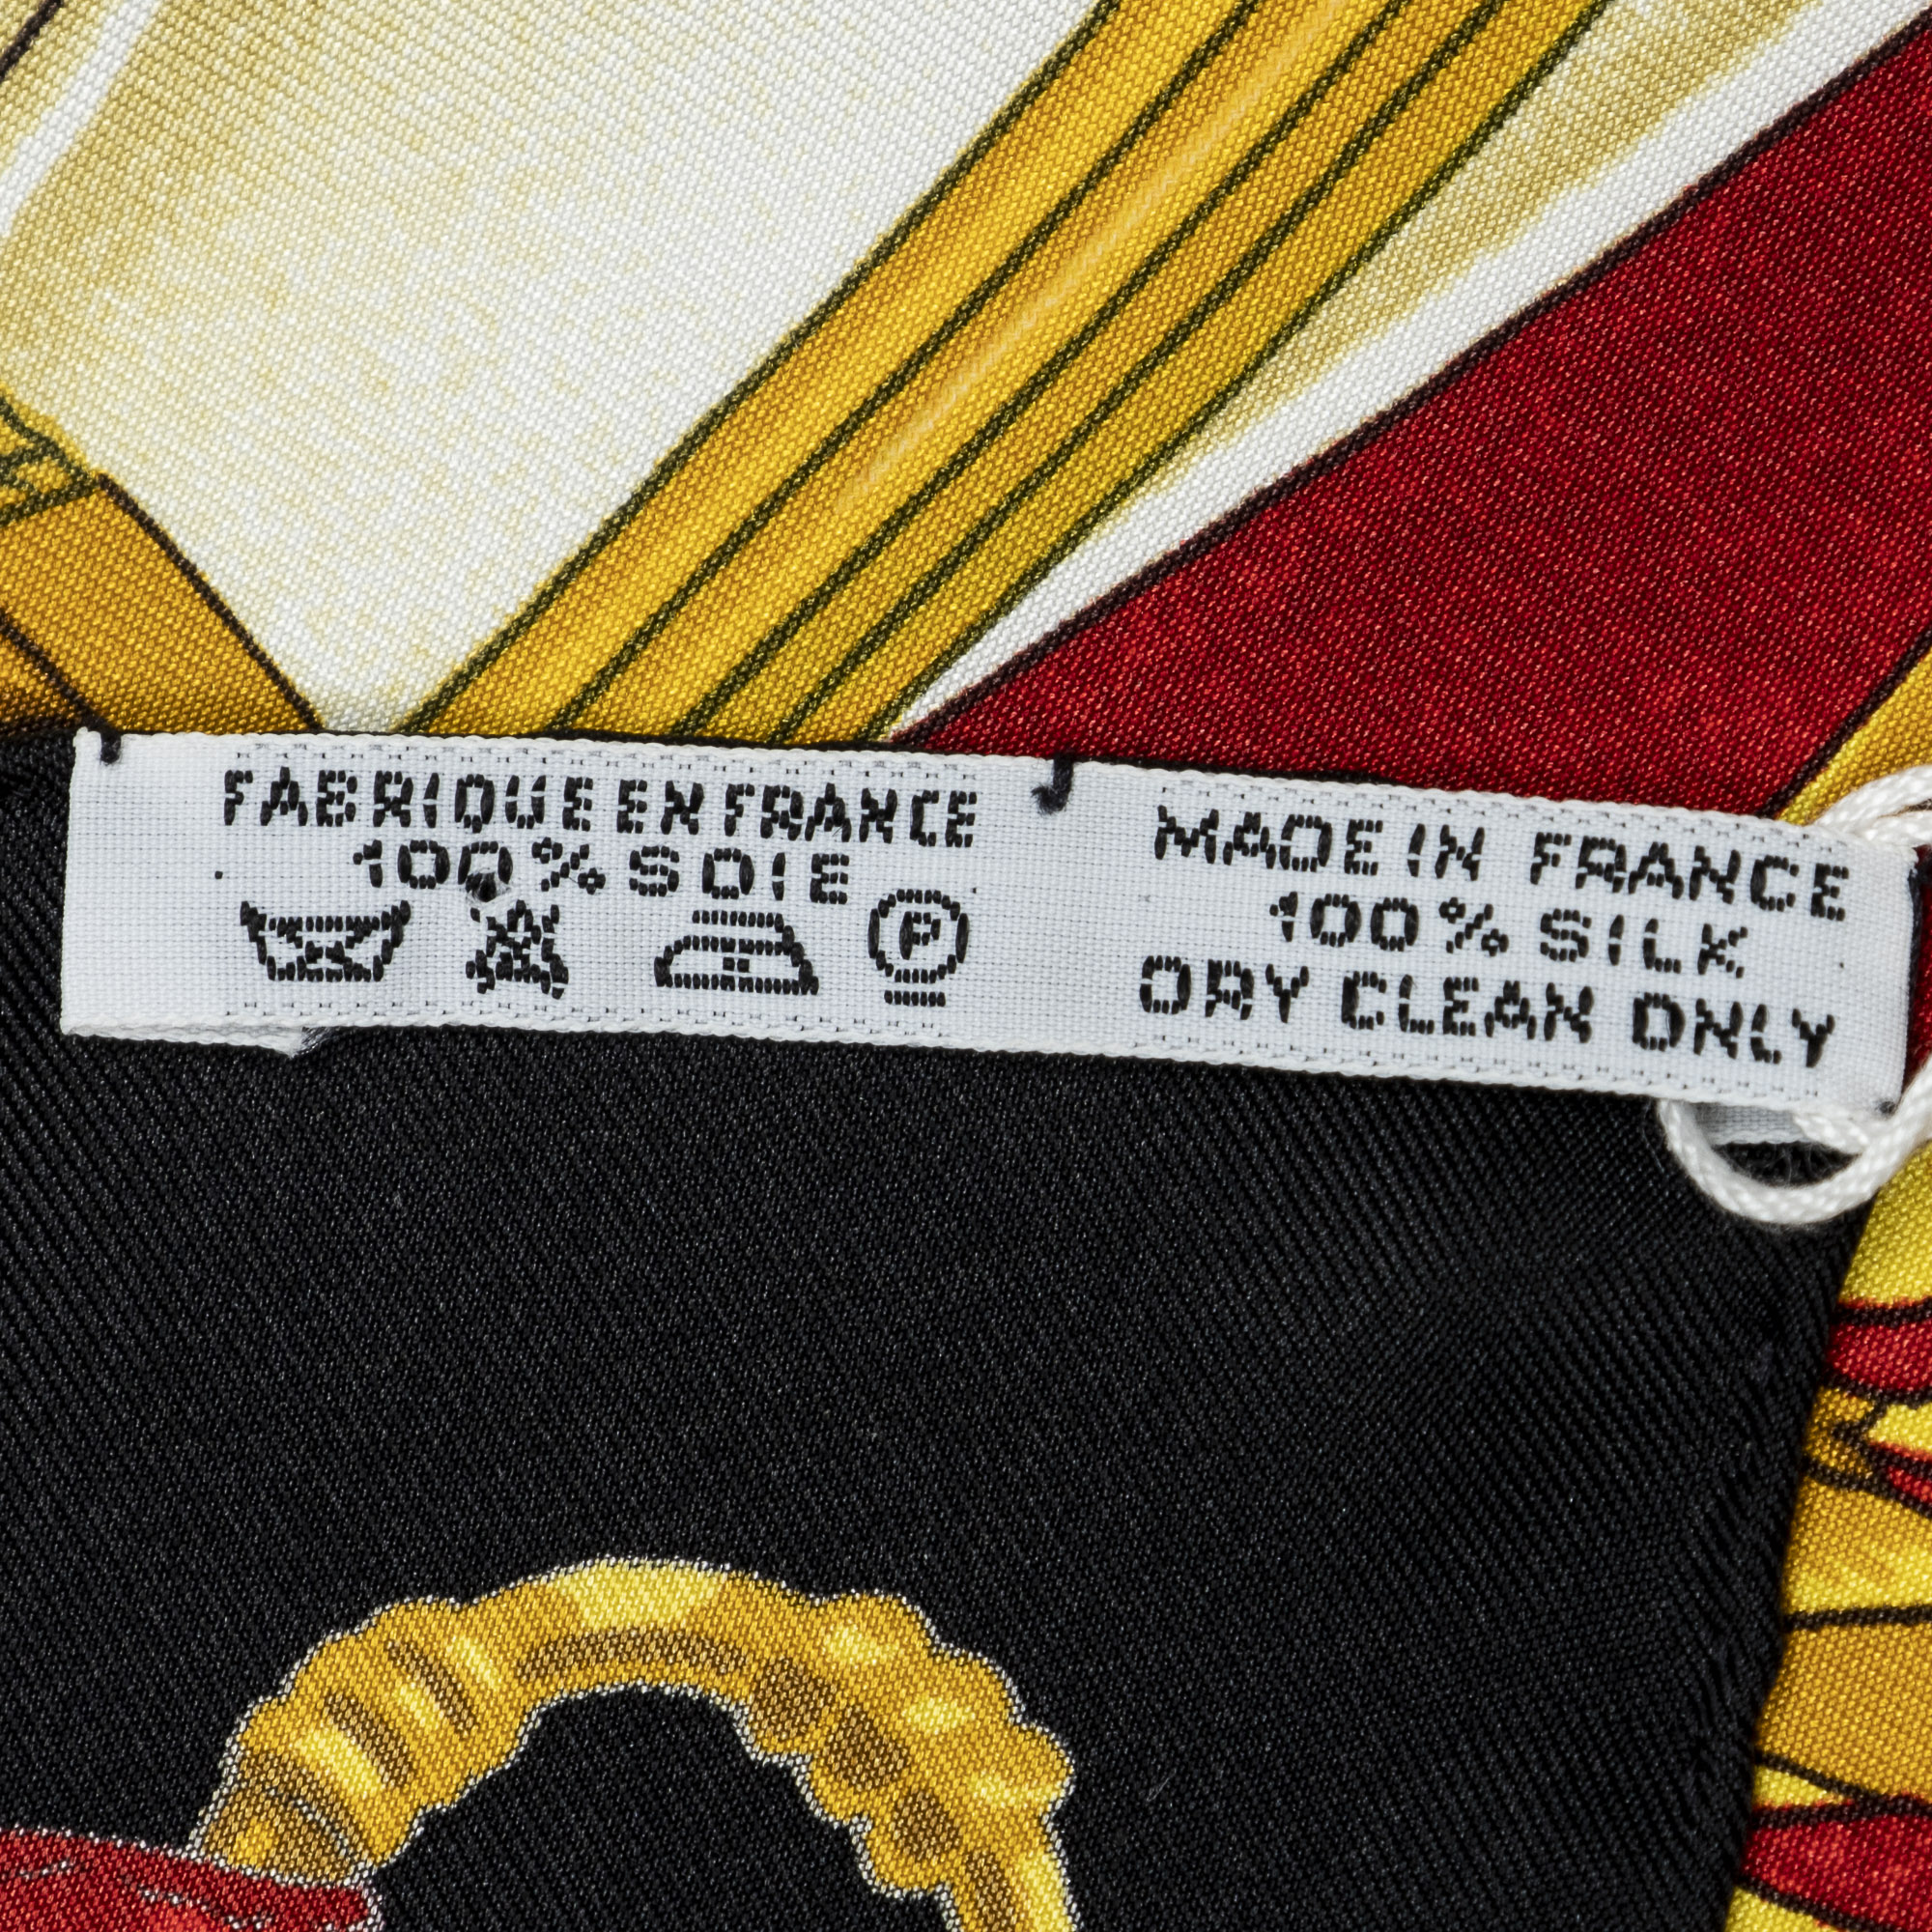 FABRIQUE EN FRANCE
100% SOIE
P
MADE IN FRANCE
100% SILK
DRY CLEAN ONLY